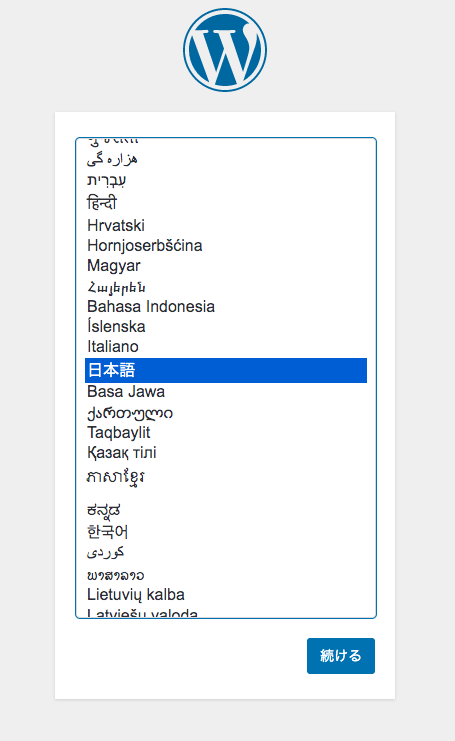 هزاره گی
עִבְרִית
हिन्दी
Hrvatski
Hornjoserbšćina
Magyar
Հայերեն
Bahasa Indonesia
Íslenska
Italiano
日本語
Basa Jawa
ქართული
Taqbaylit
Қазақ тілі
ភាសាខ្មែរ
ಕನ್ನಡ
한국어
كوردی
ພາສາລາວ
Lietuvių kalba
Latviešu valoda
続ける